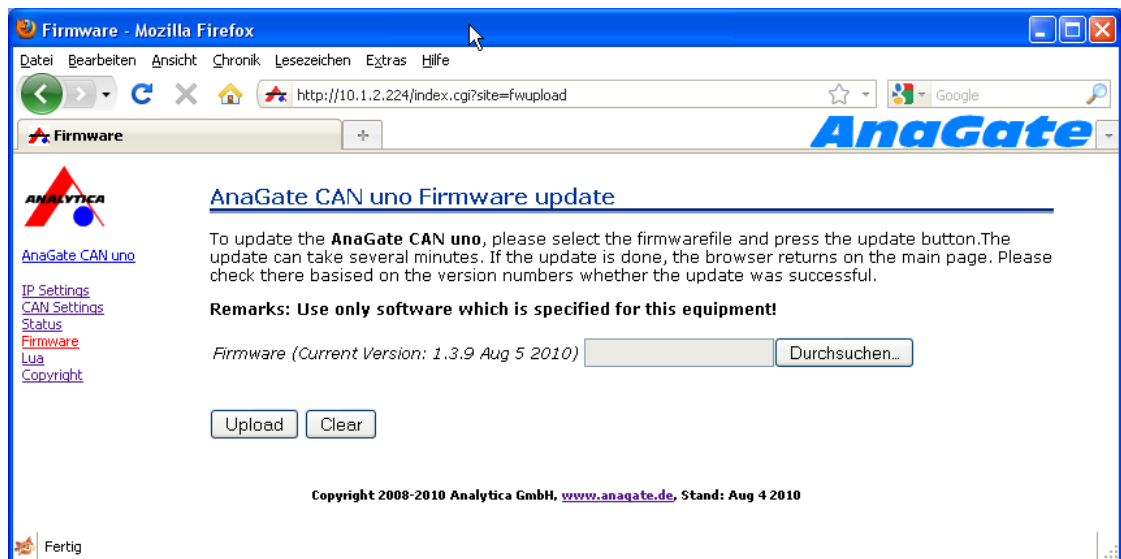 Firmware - Mozilla Firefox
Datei Bearbeiten Ansicht Chronik Lesezeichen Extras Hilfe
http://10.1.2.224/index.cgi?site=fwupload
Google
Firmware
AnaGate
ANALYTICA
AnaGate CAN uno Firmware update
AnaGate CAN uno
IP Settings
CAN Settings
Status
Firmware
Lua
Copyright
To update the AnaGate CAN uno, please select the firmwarefile and press the update button.The
update can take several minutes. If the update is done, the browser returns on the main page. Please
check there basised on the version numbers whether the update was successful.
Remarks: Use only software which is specified for this equipment!
Firmware (Current Version: 1.3.9 Aug 5 2010) Durchsuchen...
Upload Clear
Copyright 2008-2010 Analytica GmbH, www.anagate.de, Stand: Aug 4 2010
Fertig